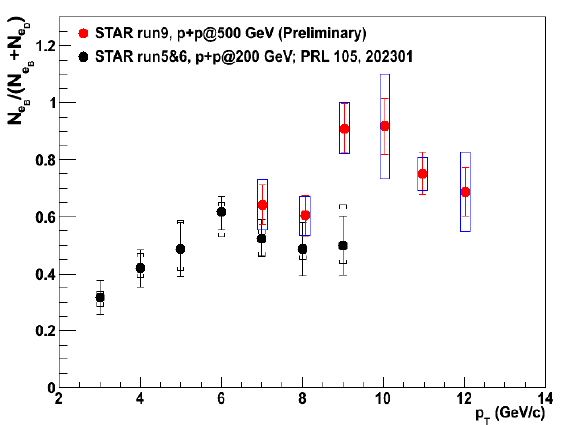 STAR run9, p+p@500 GeV (Preliminary)
STAR run5&6, p+p@200 GeV; PRL 105, 202301
N_{e_B}/(N_{e_B}+N_{e_D})
1.2
1
0.8
0.6
0.4
0.2
0
2 4 6 8 10 12 14
p_T (GeV/c)